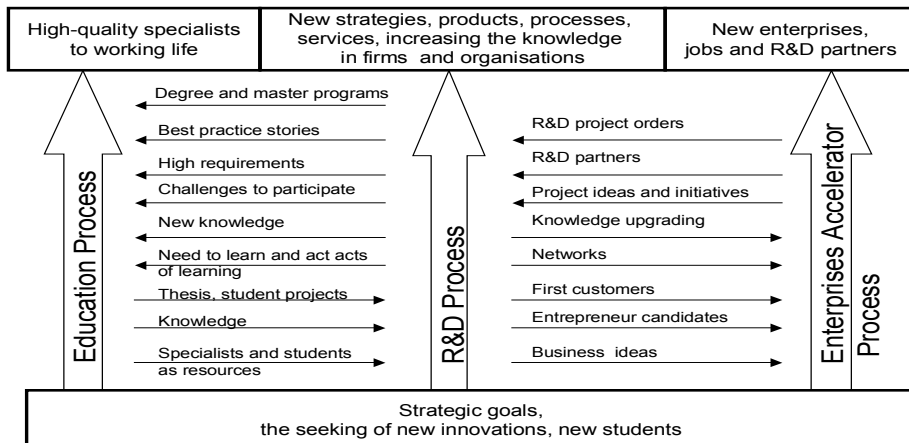 High-quality specialists
to working life
New strategies, products, processes,
services, increasing the knowledge
in firms and organisations
New enterprises,
jobs and R&D partners
Education Process
Degree and master programs
Best practice stories
High requirements
Challenges to participate
New knowledge
Need to learn and act acts
of learning
Thesis, student projects
Knowledge
Specialists and students
as resources
R&D Process
R&D project orders
R&D partners
Project ideas and initiatives
Knowledge upgrading
Networks
First customers
Entrepreneur candidates
Business ideas
Enterprises Accelerator
Process
Strategic goals,
the seeking of new innovations, new students